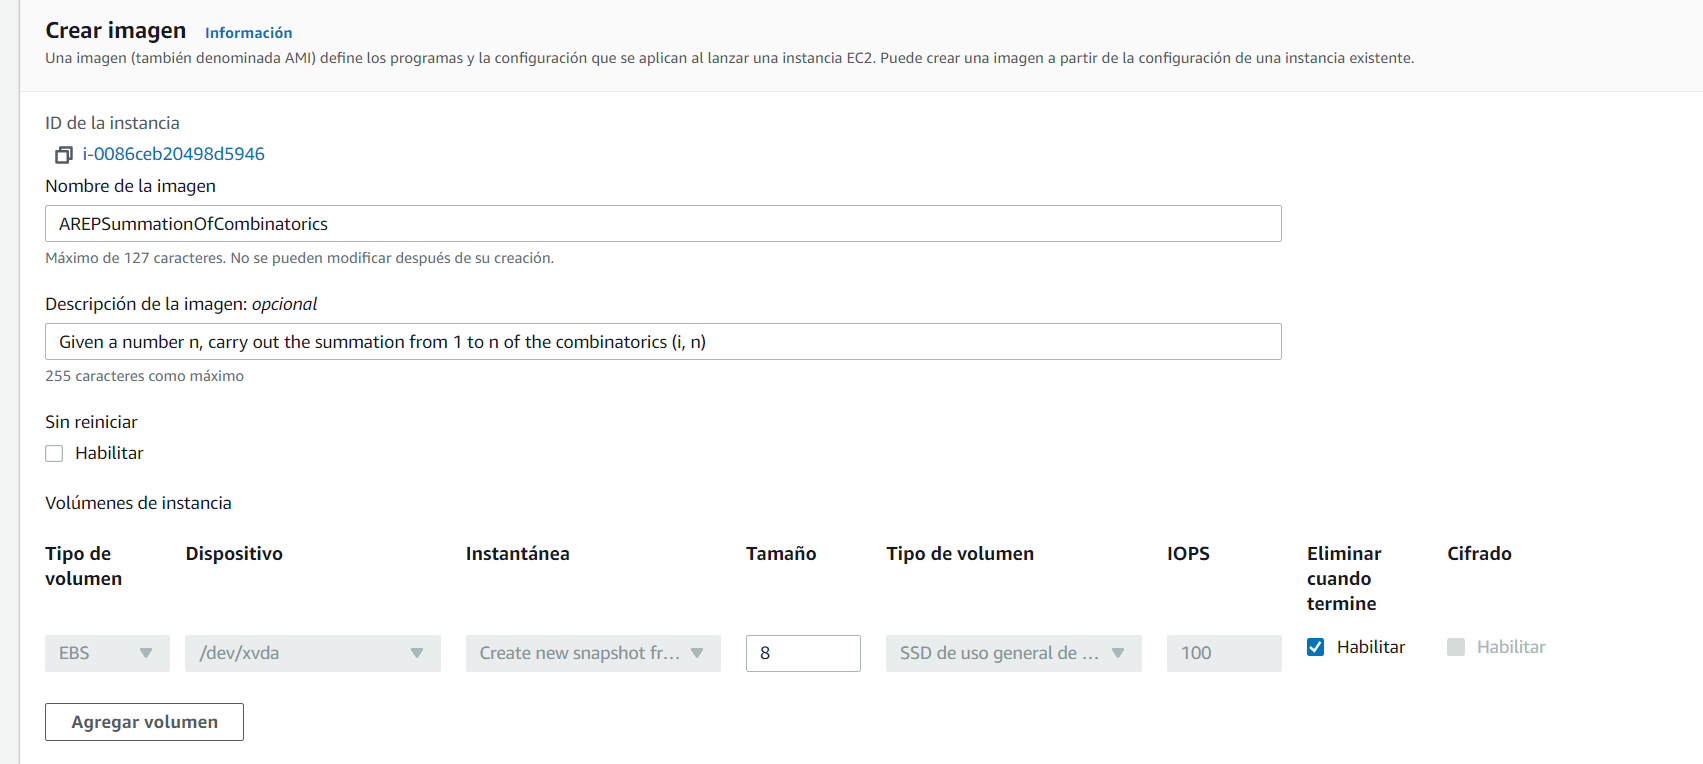 Crear imagen Información
Una imagen (también denominada AMI) define los programas y la configuración que se aplican al lanzar una instancia EC2. Puede crear una imagen a partir de la configuración de una instancia existente.
ID de la instancia
i-0086ceb20498d5946
Nombre de la imagen
AREPSummationOfCombinatorics
Máximo de 127 caracteres. No se pueden modificar después de su creación.
Descripción de la imagen: opcional
Given a number n, carry out the summation from 1 to n of the combinatorics (i, n)
255 caracteres como máximo
Sin reiniciar
Habilitar
Volúmenes de instancia
Tipo de volumen Dispositivo Instantánea Tamaño Tipo de volumen IOPS Eliminar cuando termine Cifrado
EBS /dev/xvda Create new snapshot fr... 8 SSD de uso general de ... 100 Habilitar Habilitar
Agregar volumen